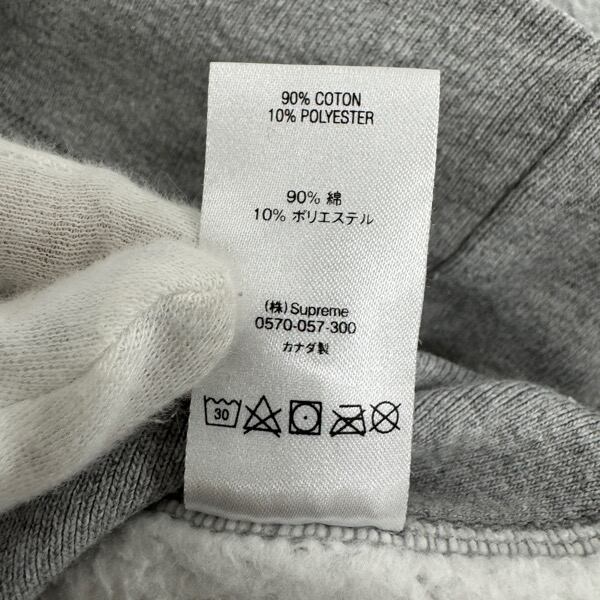 90% COTON
10% POLYESTER
90% 綿
10% ポリエステル
(株) Supreme
0570-057-300
カナダ製
30